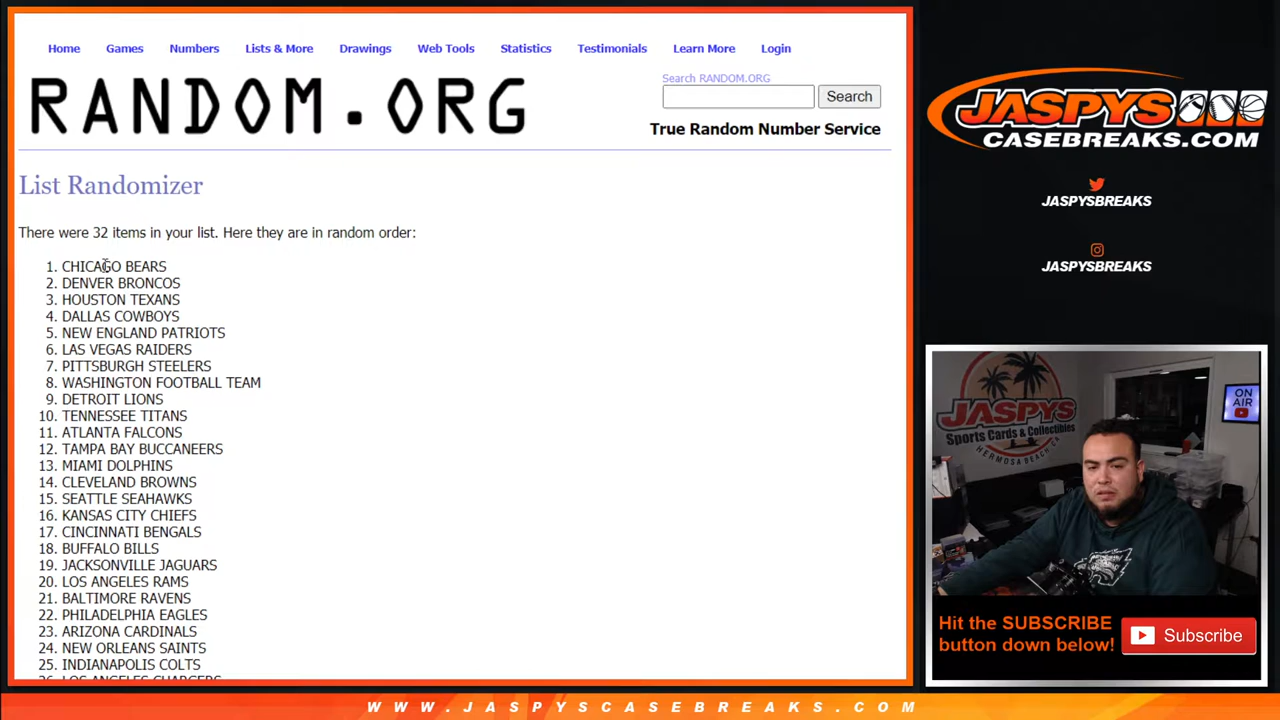 Home Games Numbers Lists & More Drawings Web Tools Statistics Testimonials Learn More Login
RANDOM.ORG
Search RANDOM.ORG
Search
True Random Number Service
List Randomizer
There were 32 items in your list. Here they are in random order:
1. CHICAGO BEARS
2. DENVER BRONCOS
3. HOUSTON TEXANS
4. DALLAS COWBOYS
5. NEW ENGLAND PATRIOTS
6. LAS VEGAS RAIDERS
7. PITTSBURGH STEELERS
8. WASHINGTON FOOTBALL TEAM
9. DETROIT LIONS
10. TENNESSEE TITANS
11. ATLANTA FALCONS
12. TAMPA BAY BUCCANEERS
13. MIAMI DOLPHINS
14. CLEVELAND BROWNS
15. SEATTLE SEAHAWKS
16. KANSAS CITY CHIEFS
17. CINCINNATI BENGALS
18. BUFFALO BILLS
19. JACKSONVILLE JAGUARS
20. LOS ANGELES RAMS
21. BALTIMORE RAVENS
22. PHILADELPHIA EAGLES
23. ARIZONA CARDINALS
24. NEW ORLEANS SAINTS
25. INDIANAPOLIS COLTS
26. LOS ANGELES CHARGERS
JASPYS
CASEBREAKS.COM
JASPYSBREAKS
JASPYSBREAKS
JASPYS
Sports Cards & Collectibles
HERMOSA BEACH CA
ON
AIR
Hit the SUBSCRIBE
button down below!
Subscribe
WWW.JASPYSCASEBREAKS.COM